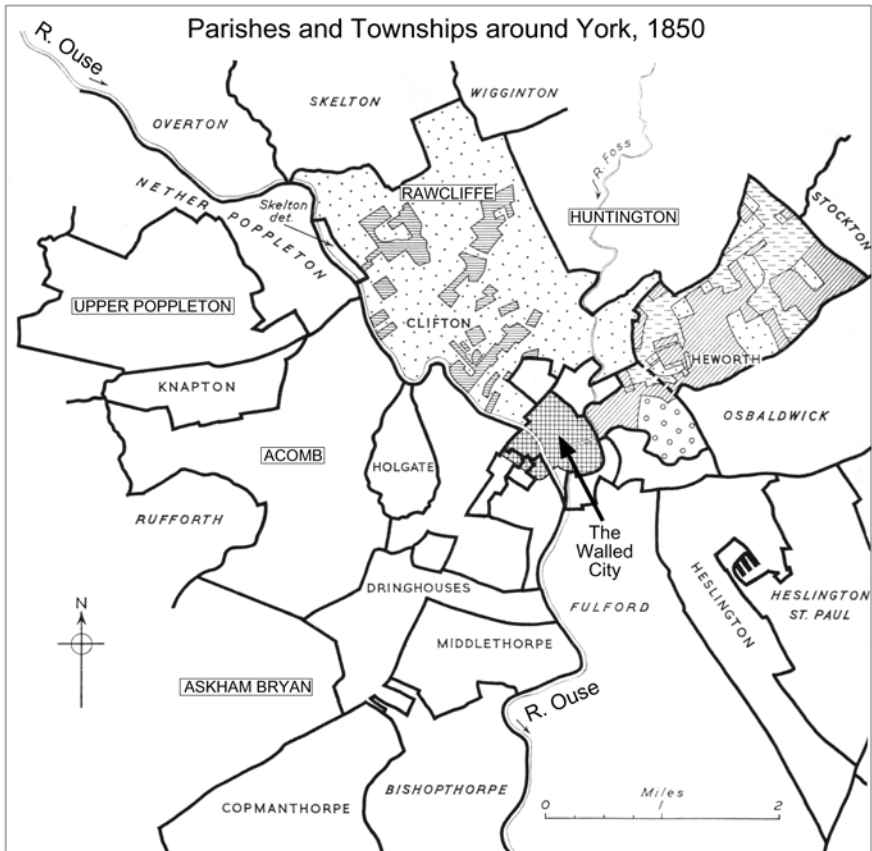 Parishes and Townships around York, 1850
R. Ouse
SKELTON
WIGGINTON
OVERTON
R. Foss
NETHER POPPLETON
Skelton
det.
RAWCLIFFE
HUNTINGTON
STOCKTON
UPPER POPPLETON
CLIFTON
HEWORTH
KNAPTON
OSBALDWICK
ACOMB
HOLGATE
RUFFORTH
The
Walled
City
DRINGHOUSES
FULFORD
HESLINGTON
HESLINGTON
ST. PAUL
N
MIDDLETHORPE
ASKHAM BRYAN
R. Ouse
BISHOPTHORPE
COPMANTHORPE
Miles
0 1 2